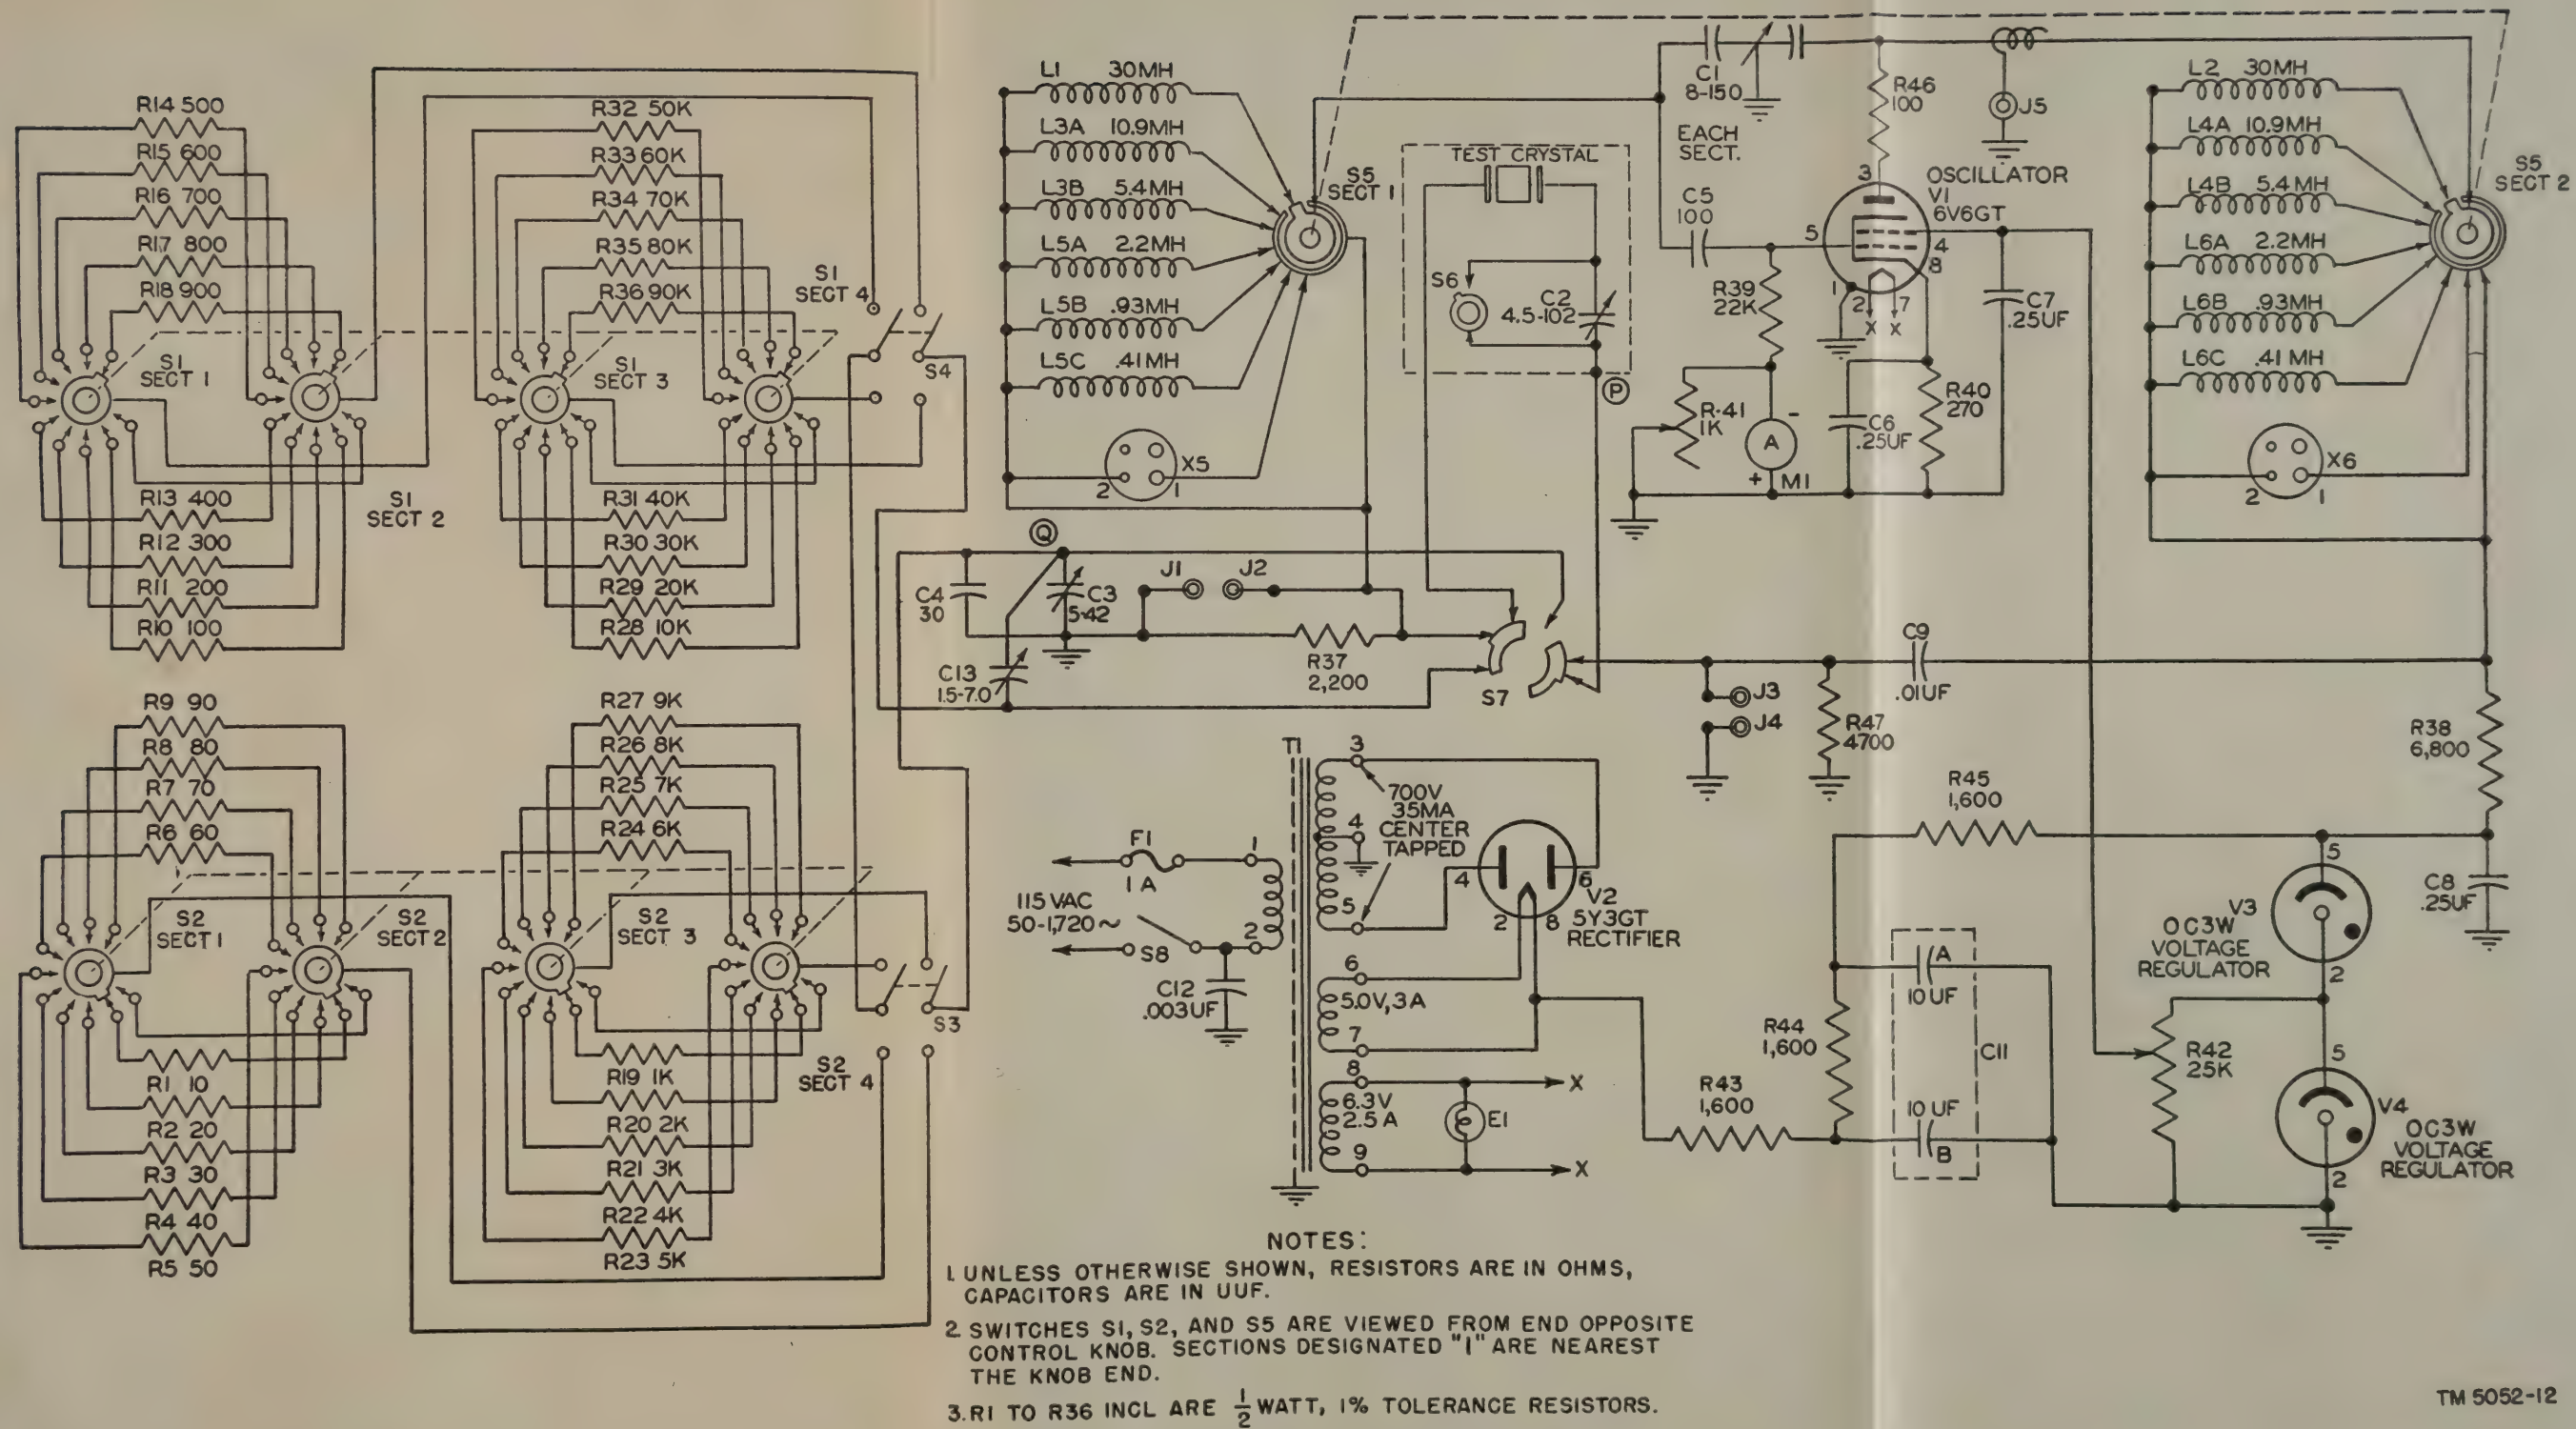 R14 500
R15 600
R16 700
R17 800
R18 900
S1
SECT 1
R13 400
R12 300
R11 200
R10 100
S1
SECT 2
R32 50K
R33 60K
R34 70K
R35 80K
R36 90K
S1
SECT 3
S1
SECT 4
S4
R31 40K
R30 30K
R29 20K
R28 10K
R9 90
R8 80
R7 70
R6 60
S2
SECT 1
S2
SECT 2
R1 10
R2 20
R3 30
R4 40
R5 50
R27 9K
R26 8K
R25 7K
R24 6K
S2
SECT 3
S3
S2
SECT 4
R19 1K
R20 2K
R21 3K
R22 4K
R23 5K
L1 30MH
L3A 10.9MH
L3B 5.4MH
L5A 2.2MH
L5B .93MH
L5C .41MH
X5
2 1
S5
SECT 1
TEST CRYSTAL
S6
C2
4.5-102
P
C1
8-150
EACH
SECT.
C5
100
R46
100
J5
3
OSCILLATOR
V1
6V6GT
5
4
8
1
2
7
X X
R39
22K
R41
1K
-
A
+ M1
C6
.25UF
R40
270
C7
.25UF
L2 30MH
L4A 10.9MH
L4B 5.4MH
L6A 2.2MH
L6B .93MH
L6C .41 MH
X6
2 1
S5
SECT 2
Q
C4
30
C3
5-42
J1 J2
C13
1.5-7.0
R37
2,200
S7
J3
J4
R47
4700
C9
.01UF
R38
6,800
R45
1,600
C8
.25UF
T1
3
700V
35MA
CENTER
TAPPED
4
5
F1
1 A
1
115 VAC
50-1,720~
S8
2
C12
.003UF
4
6
2 8
V2
5Y3GT
RECTIFIER
6
5.0V,3A
7
8
6.3V
2.5 A
9
E1
X
X
R43
1,600
R44
1,600
A
10 UF
C11
10 UF
B
5
V3
OC3W
VOLTAGE
REGULATOR
2
R42
25K
5
V4
OC3W
VOLTAGE
REGULATOR
2
NOTES:
1. UNLESS OTHERWISE SHOWN, RESISTORS ARE IN OHMS,
CAPACITORS ARE IN UUF.
2. SWITCHES S1, S2, AND S5 ARE VIEWED FROM END OPPOSITE
CONTROL KNOB. SECTIONS DESIGNATED "1" ARE NEAREST
THE KNOB END.
3. R1 TO R36 INCL ARE 1/2 WATT, 1% TOLERANCE RESISTORS.
TM 5052-12